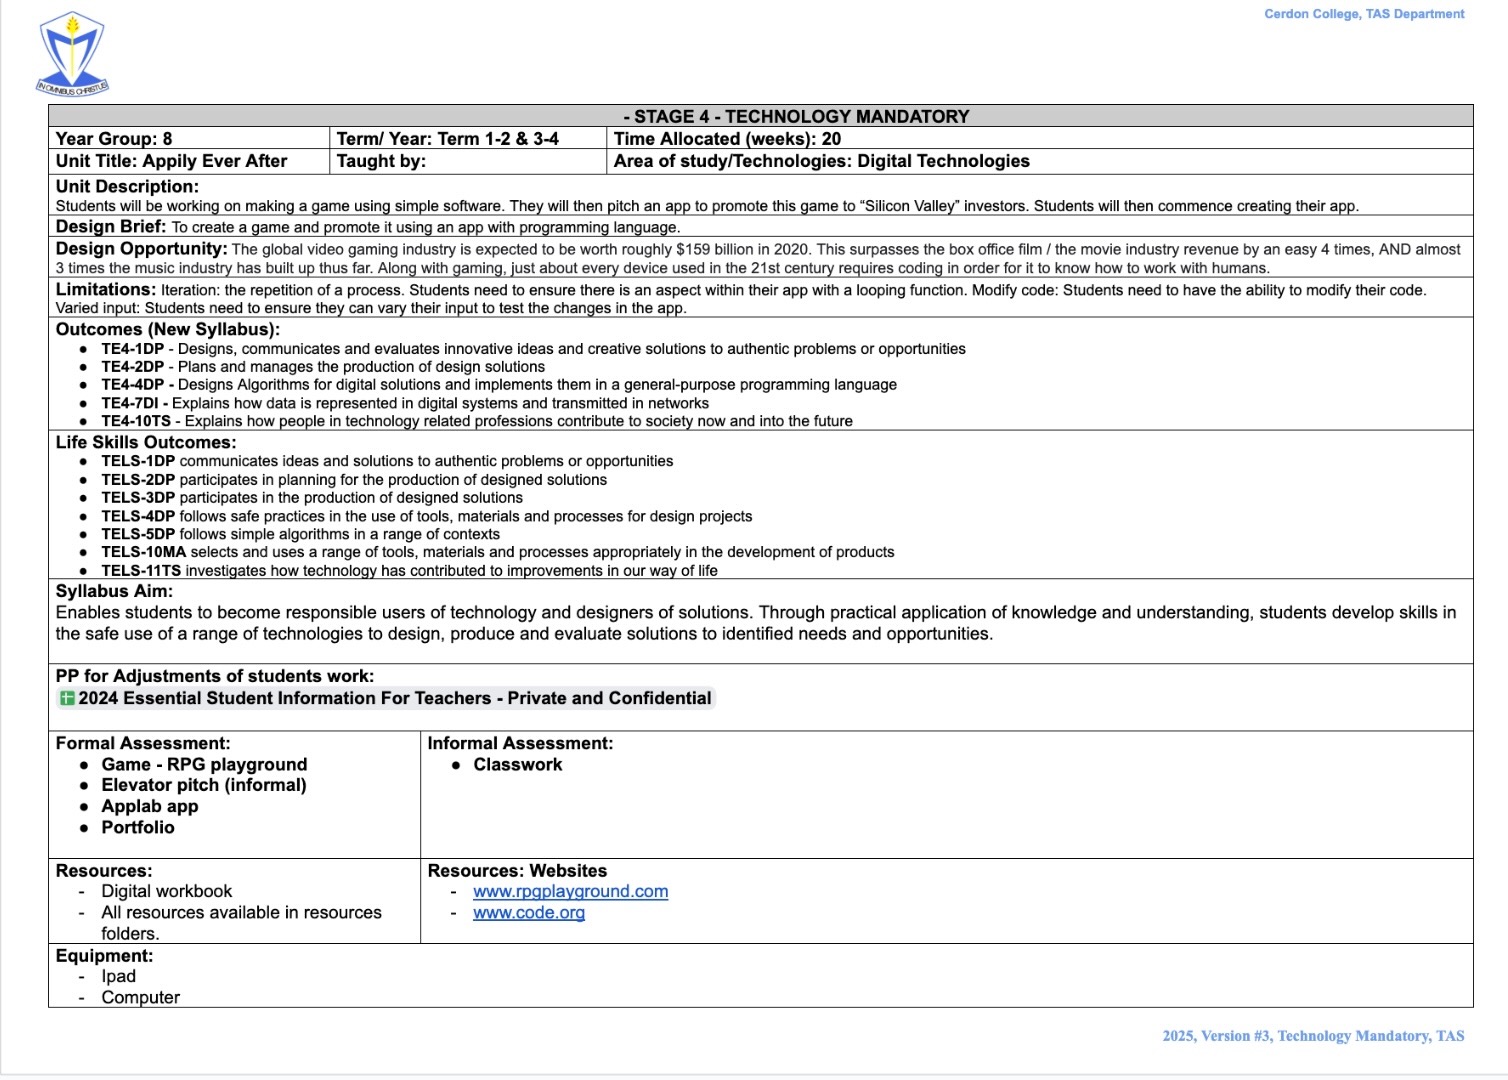 Cerdon College, TAS Department
IN OMNIBUS CHRISTUS
- STAGE 4 - TECHNOLOGY MANDATORY
Year Group: 8
Term/ Year: Term 1-2 & 3-4
Time Allocated (weeks): 20
Unit Title: Appily Ever After
Taught by:
Area of study/Technologies: Digital Technologies
Unit Description:
Students will be working on making a game using simple software. They will then pitch an app to promote this game to “Silicon Valley” investors. Students will then commence creating their app.
Design Brief: To create a game and promote it using an app with programming language.
Design Opportunity: The global video gaming industry is expected to be worth roughly $159 billion in 2020. This surpasses the box office film / the movie industry revenue by an easy 4 times, AND almost
3 times the music industry has built up thus far. Along with gaming, just about every device used in the 21st century requires coding in order for it to know how to work with humans.
Limitations: Iteration: the repetition of a process. Students need to ensure there is an aspect within their app with a looping function. Modify code: Students need to have the ability to modify their code.
Varied input: Students need to ensure they can vary their input to test the changes in the app.
Outcomes (New Syllabus):
● TE4-1DP - Designs, communicates and evaluates innovative ideas and creative solutions to authentic problems or opportunities
● TE4-2DP - Plans and manages the production of design solutions
● TE4-4DP - Designs Algorithms for digital solutions and implements them in a general-purpose programming language
● TE4-7DI - Explains how data is represented in digital systems and transmitted in networks
● TE4-10TS - Explains how people in technology related professions contribute to society now and into the future
Life Skills Outcomes:
● TELS-1DP communicates ideas and solutions to authentic problems or opportunities
● TELS-2DP participates in planning for the production of designed solutions
● TELS-3DP participates in the production of designed solutions
● TELS-4DP follows safe practices in the use of tools, materials and processes for design projects
● TELS-5DP follows simple algorithms in a range of contexts
● TELS-10MA selects and uses a range of tools, materials and processes appropriately in the development of products
● TELS-11TS investigates how technology has contributed to improvements in our way of life
Syllabus Aim:
Enables students to become responsible users of technology and designers of solutions. Through practical application of knowledge and understanding, students develop skills in
the safe use of a range of technologies to design, produce and evaluate solutions to identified needs and opportunities.
PP for Adjustments of students work:
2024 Essential Student Information For Teachers - Private and Confidential
Formal Assessment:
● Game - RPG playground
● Elevator pitch (informal)
● Applab app
● Portfolio
Informal Assessment:
● Classwork
Resources:
- Digital workbook
- All resources available in resources
folders.
Resources: Websites
- www.rpgplayground.com
- www.code.org
Equipment:
- Ipad
- Computer
2025, Version #3, Technology Mandatory, TAS